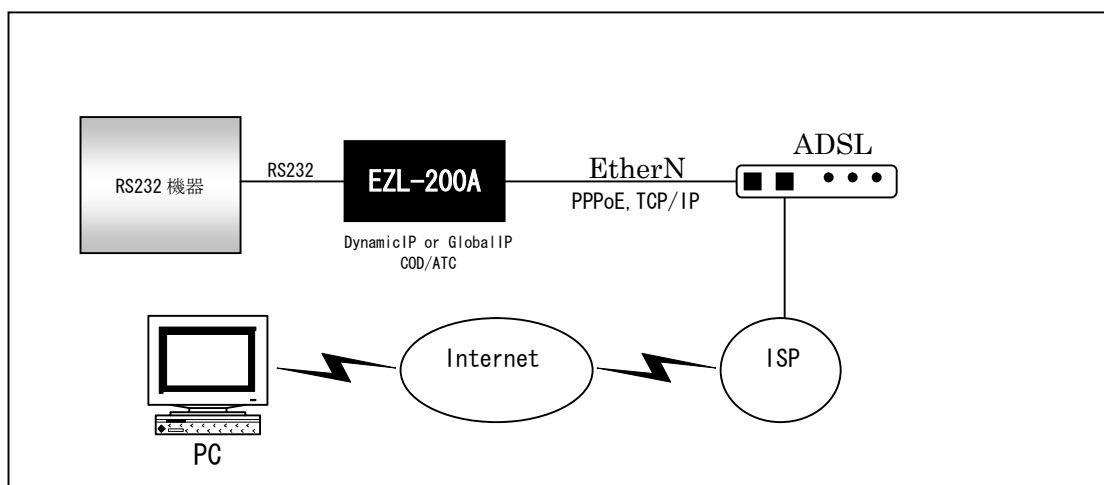 ADSL
RS232 機器
RS232
EZL-200A
EtherN
PPPoE, TCP/IP
DynamicIP or GlobalIP
COD/ATC
Internet
ISP
PC